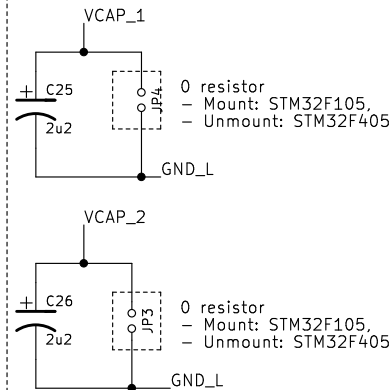 VCAP_1
+
C25
2u2
JP4
0 resistor
- Mount: STM32F105,
- Unmount: STM32F405
GND_L
VCAP_2
+
C26
2u2
JP3
0 resistor
- Mount: STM32F105,
- Unmount: STM32F405
GND_L